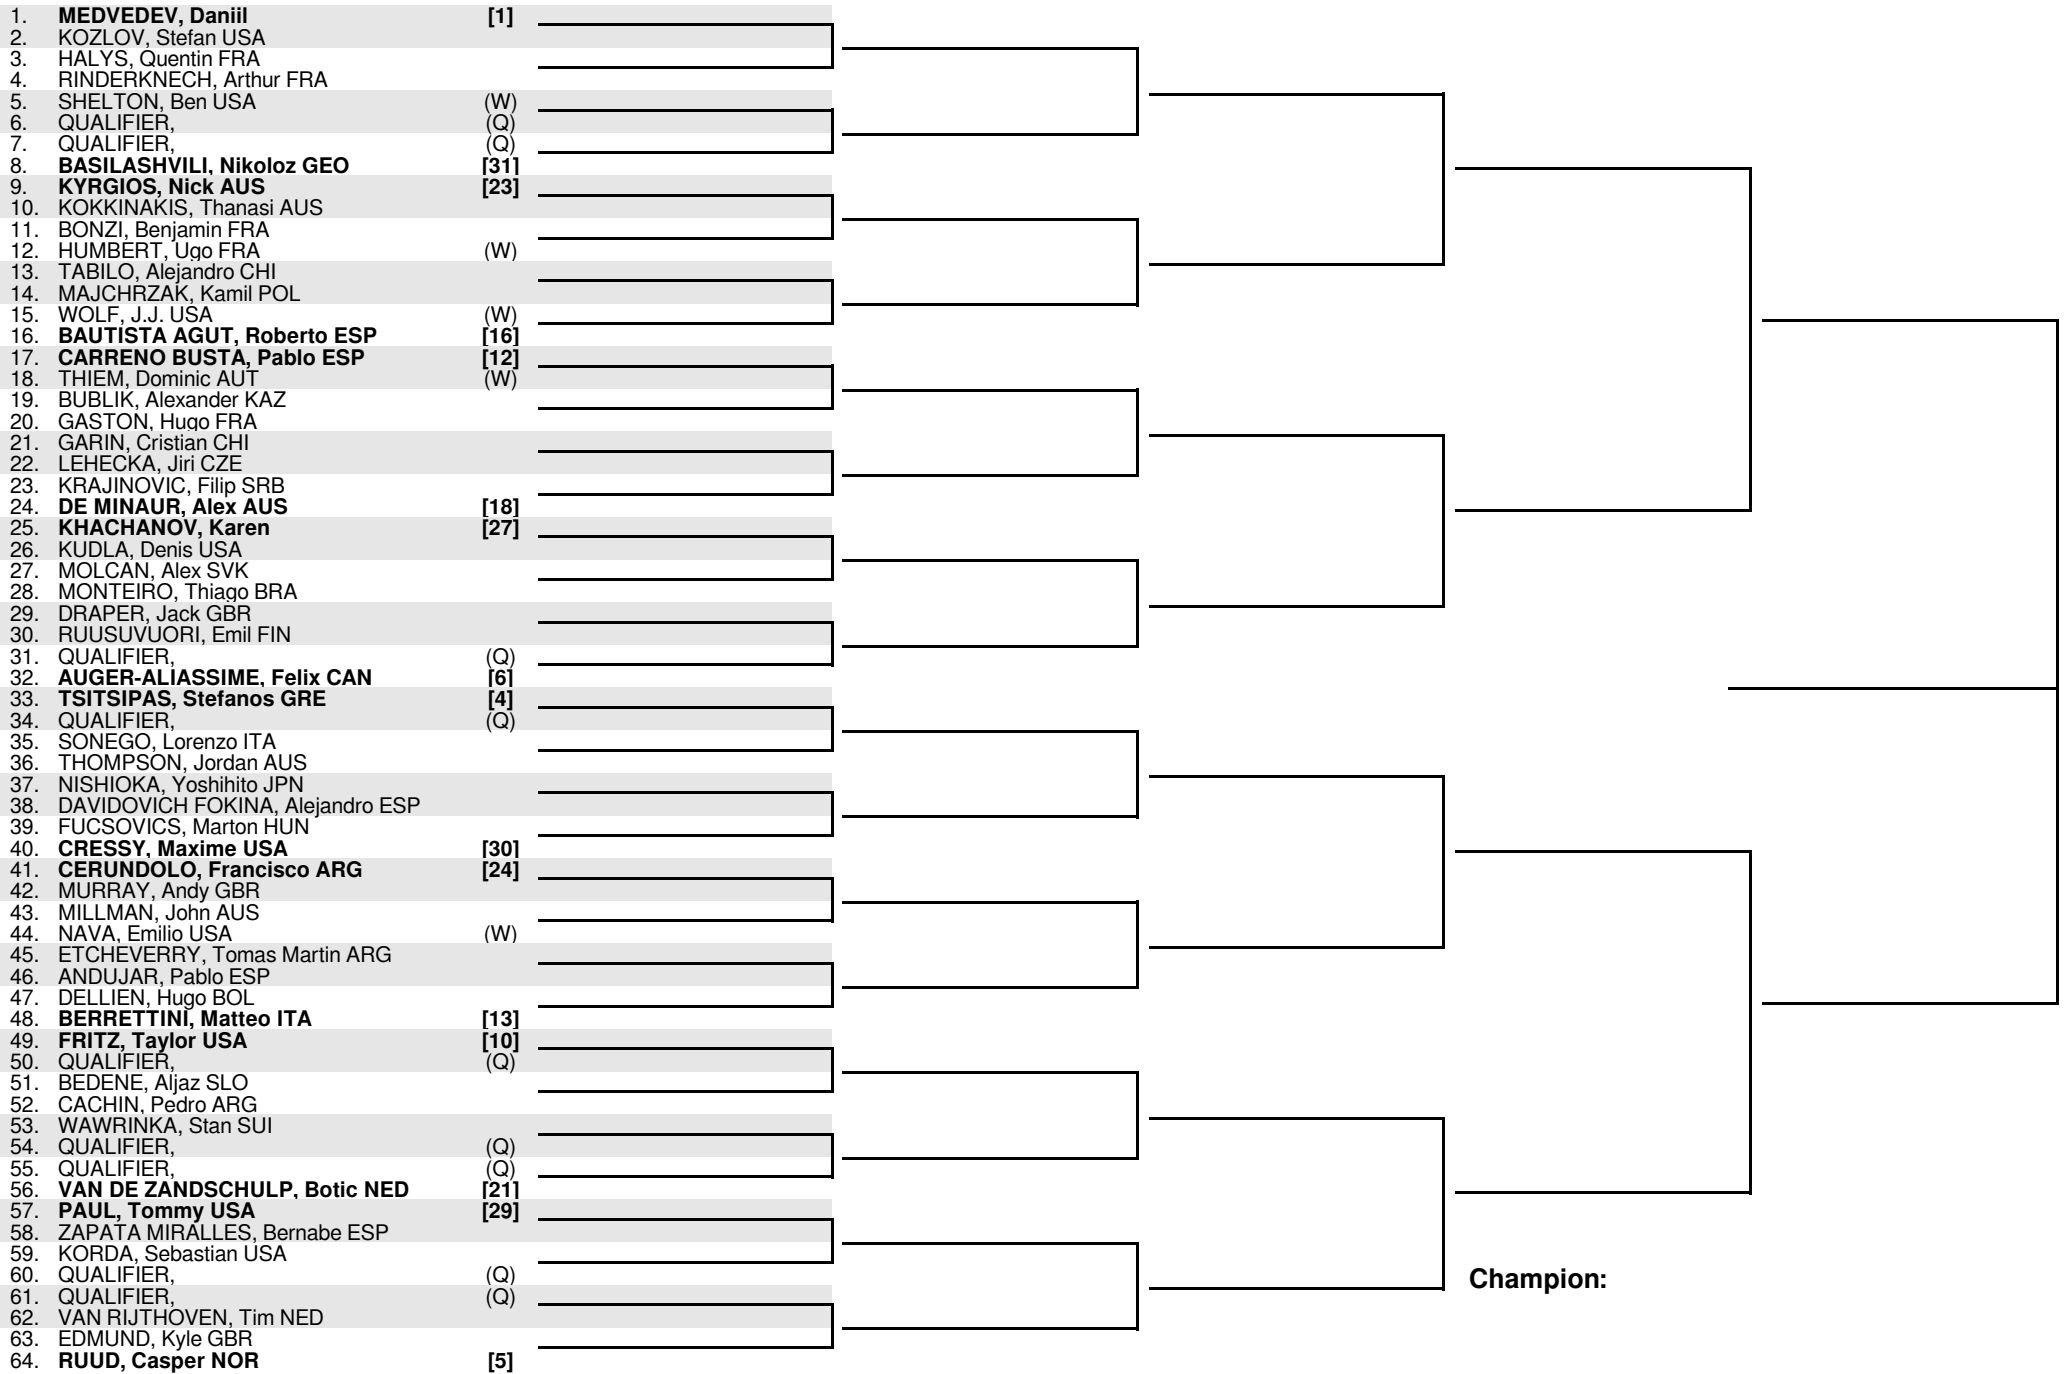 1. MEDVEDEV, Daniil [1]
2. KOZLOV, Stefan USA
3. HALYS, Quentin FRA
4. RINDERKNECH, Arthur FRA
5. SHELTON, Ben USA (W)
6. QUALIFIER, (Q)
7. QUALIFIER, (Q)
8. BASILASHVILI, Nikoloz GEO [31]
9. KYRGIOS, Nick AUS [23]
10. KOKKINAKIS, Thanasi AUS
11. BONZI, Benjamin FRA
12. HUMBERT, Ugo FRA (W)
13. TABILO, Alejandro CHI
14. MAJCHRZAK, Kamil POL
15. WOLF, J.J. USA (W)
16. BAUTISTA AGUT, Roberto ESP [16]
17. CARRENO BUSTA, Pablo ESP [12]
18. THIEM, Dominic AUT (W)
19. BUBLIK, Alexander KAZ
20. GASTON, Hugo FRA
21. GARIN, Cristian CHI
22. LEHECKA, Jiri CZE
23. KRAJINOVIC, Filip SRB
24. DE MINAUR, Alex AUS [18]
25. KHACHANOV, Karen [27]
26. KUDLA, Denis USA
27. MOLCAN, Alex SVK
28. MONTEIRO, Thiago BRA
29. DRAPER, Jack GBR
30. RUUSUVUORI, Emil FIN
31. QUALIFIER, (Q)
32. AUGER-ALIASSIME, Felix CAN [6]
33. TSITSIPAS, Stefanos GRE [4]
34. QUALIFIER, (Q)
35. SONEGO, Lorenzo ITA
36. THOMPSON, Jordan AUS
37. NISHIOKA, Yoshihito JPN
38. DAVIDOVICH FOKINA, Alejandro ESP
39. FUCSOVICS, Marton HUN
40. CRESSY, Maxime USA [30]
41. CERUNDOLO, Francisco ARG [24]
42. MURRAY, Andy GBR
43. MILLMAN, John AUS
44. NAVA, Emilio USA (W)
45. ETCHEVERRY, Tomas Martin ARG
46. ANDUJAR, Pablo ESP
47. DELLIEN, Hugo BOL
48. BERRETTINI, Matteo ITA [13]
49. FRITZ, Taylor USA [10]
50. QUALIFIER, (Q)
51. BEDENE, Aljaz SLO
52. CACHIN, Pedro ARG
53. WAWRINKA, Stan SUI
54. QUALIFIER, (Q)
55. QUALIFIER, (Q)
56. VAN DE ZANDSCHULP, Botic NED [21]
57. PAUL, Tommy USA [29]
58. ZAPATA MIRALLES, Bernabe ESP
59. KORDA, Sebastian USA
60. QUALIFIER, (Q)
61. QUALIFIER, (Q)
62. VAN RIJTHOVEN, Tim NED
63. EDMUND, Kyle GBR
64. RUUD, Casper NOR [5]
Champion: